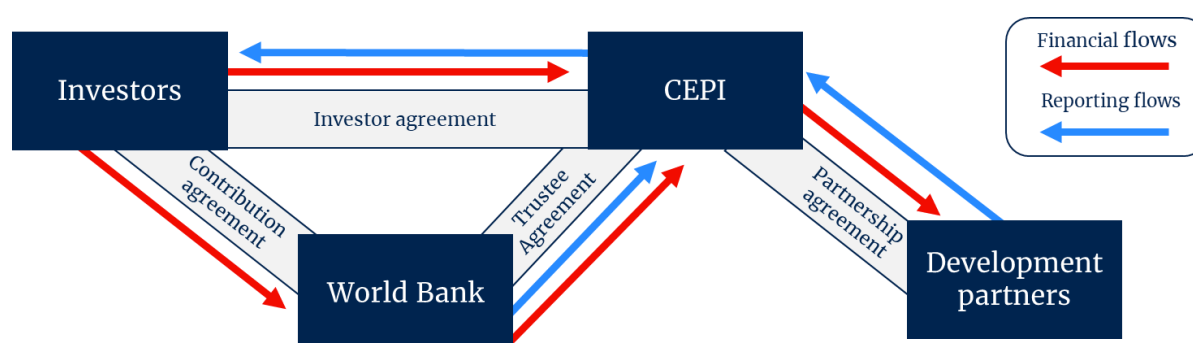 Financial flows
Investors
CEPI
Reporting flows
Investor agreement
Contribution
agreement
Trustee
Agreement
Partnership
agreement
World Bank
Development
partners